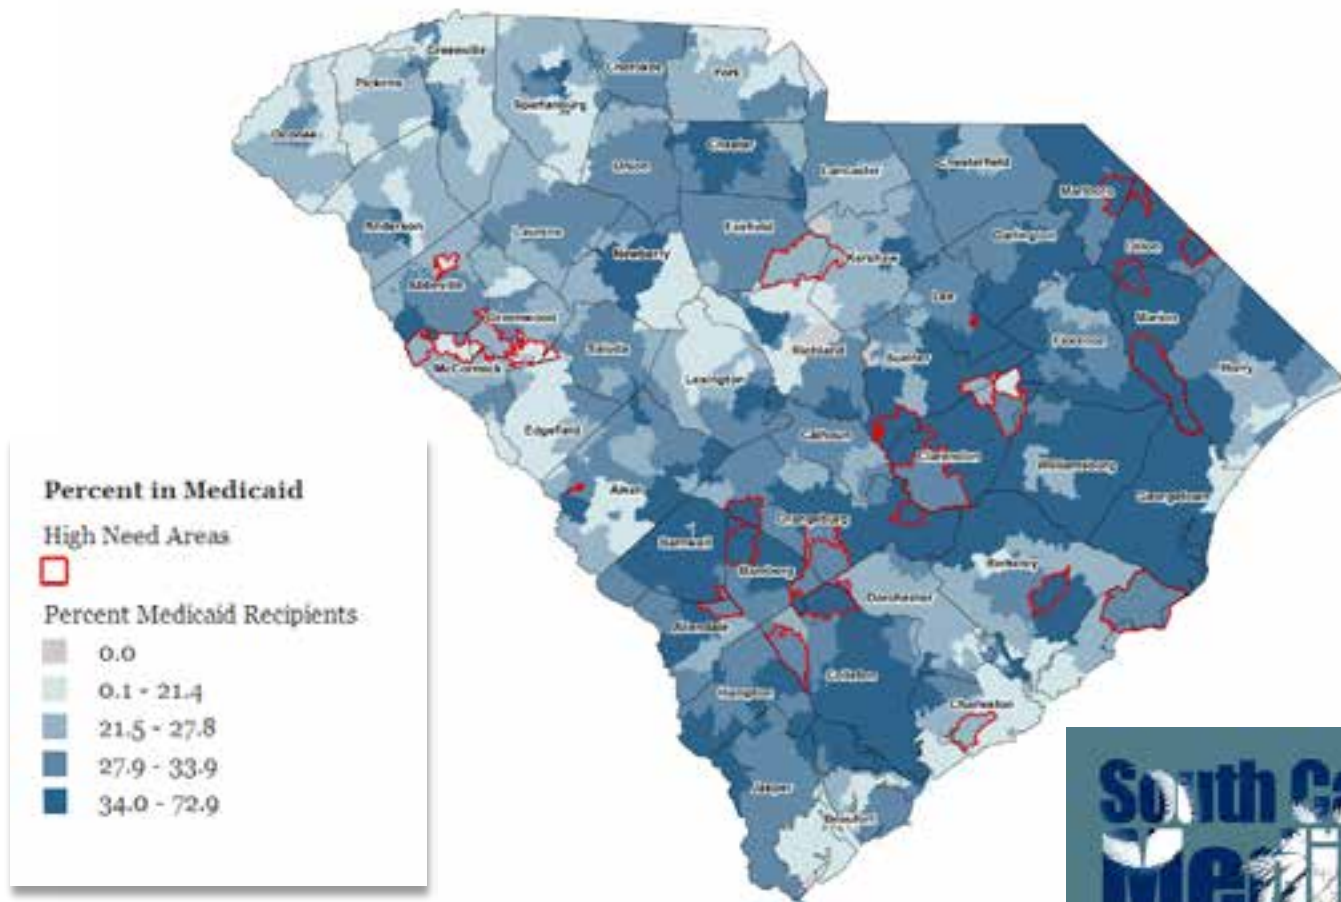 Greenville
Pickens
Oconee
Spartanburg
Cherokee
York
Union
Chester
Lancaster
Chesterfield
Marlboro
Dillon
Anderson
Laurens
Newberry
Fairfield
Kershaw
Darlington
Lee
Marion
Abbeville
Greenwood
McCormick
Saluda
Lexington
Richland
Sumter
Florence
Horry
Edgefield
Calhoun
Clarendon
Williamsburg
Georgetown
Aiken
Orangeburg
Barnwell
Bamberg
Berkeley
Dorchester
Allendale
Colleton
Hampton
Charleston
Jasper
Beaufort
Percent in Medicaid
High Need Areas
Percent Medicaid Recipients
0.0
0.1 - 21.4
21.5 - 27.8
27.9 - 33.9
34.0 - 72.9
South Ca
Med